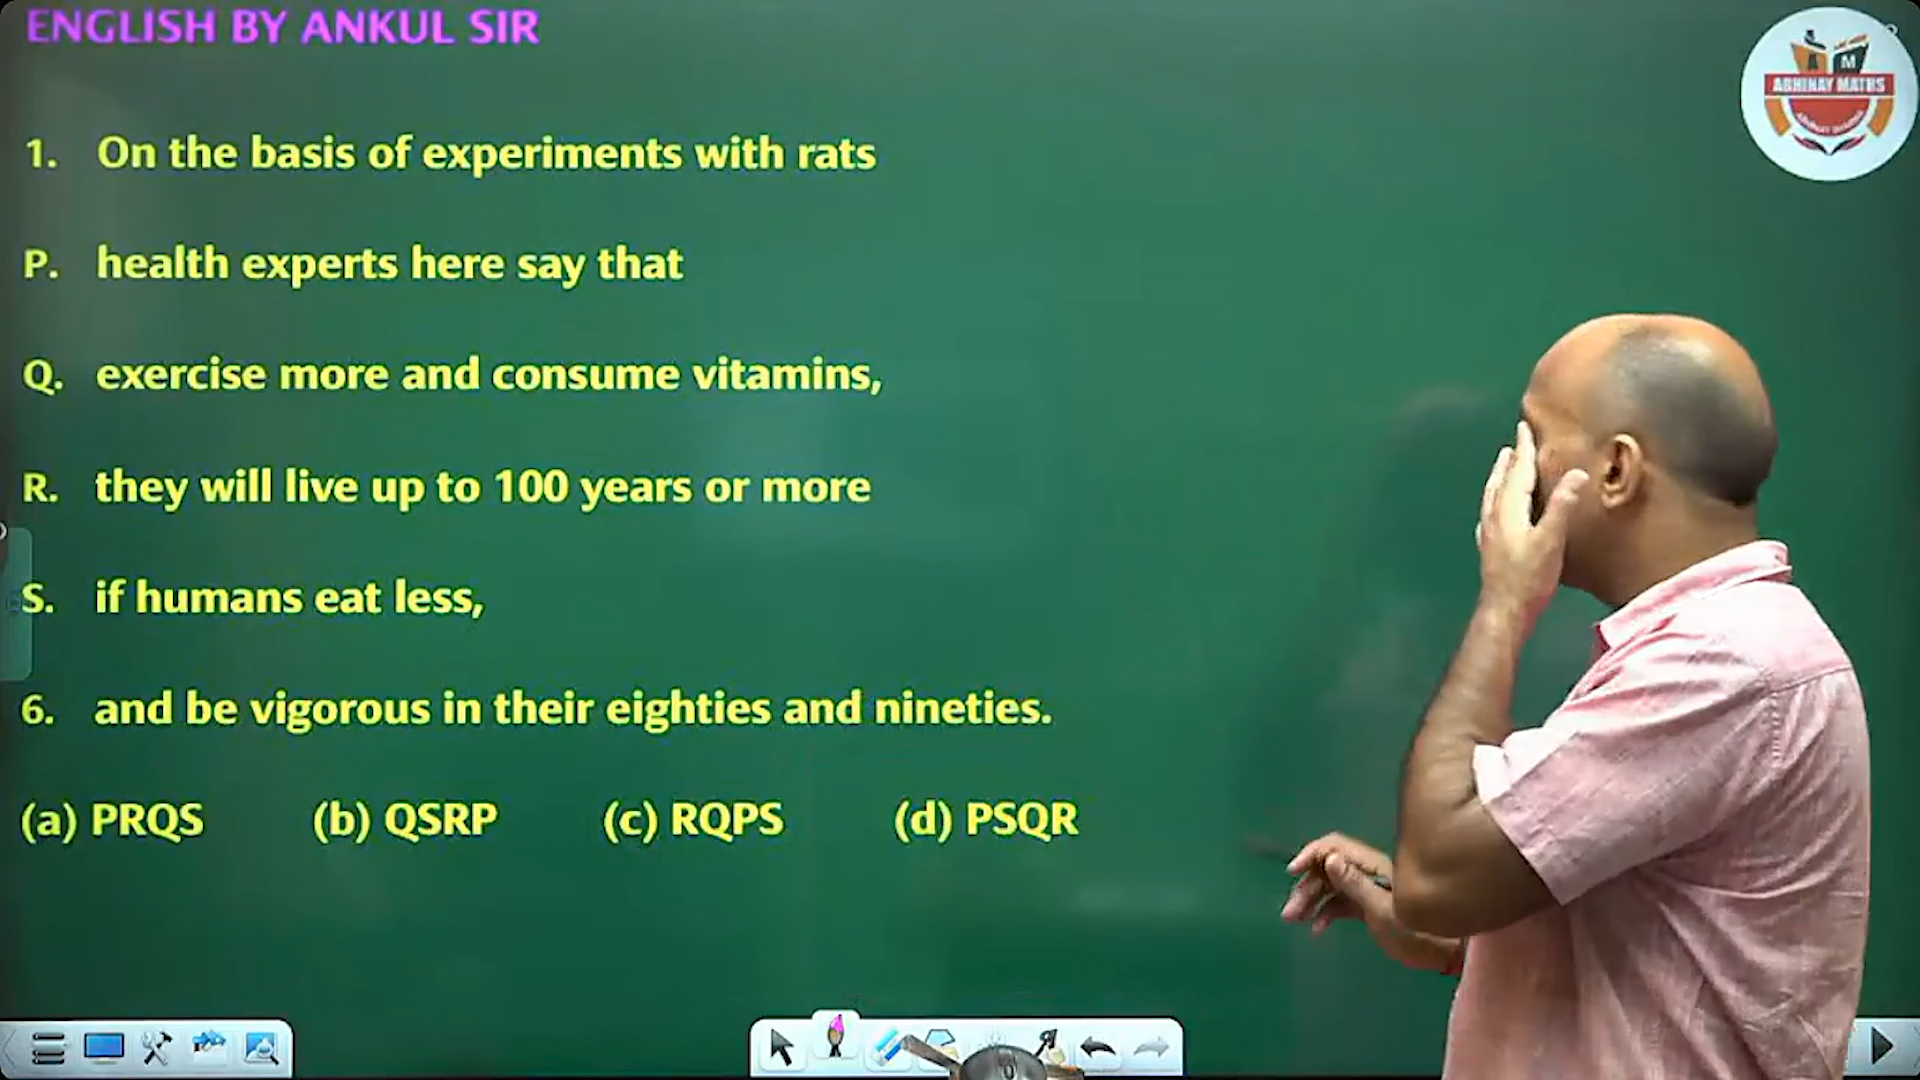 ENGLISH BY ANKUL SIR
A M
ABHINAY MATHS
1. On the basis of experiments with rats
P. health experts here say that
Q. exercise more and consume vitamins,
R. they will live up to 100 years or more
S. if humans eat less,
6. and be vigorous in their eighties and nineties.
(a) PRQS (b) QSRP (c) RQPS (d) PSQR